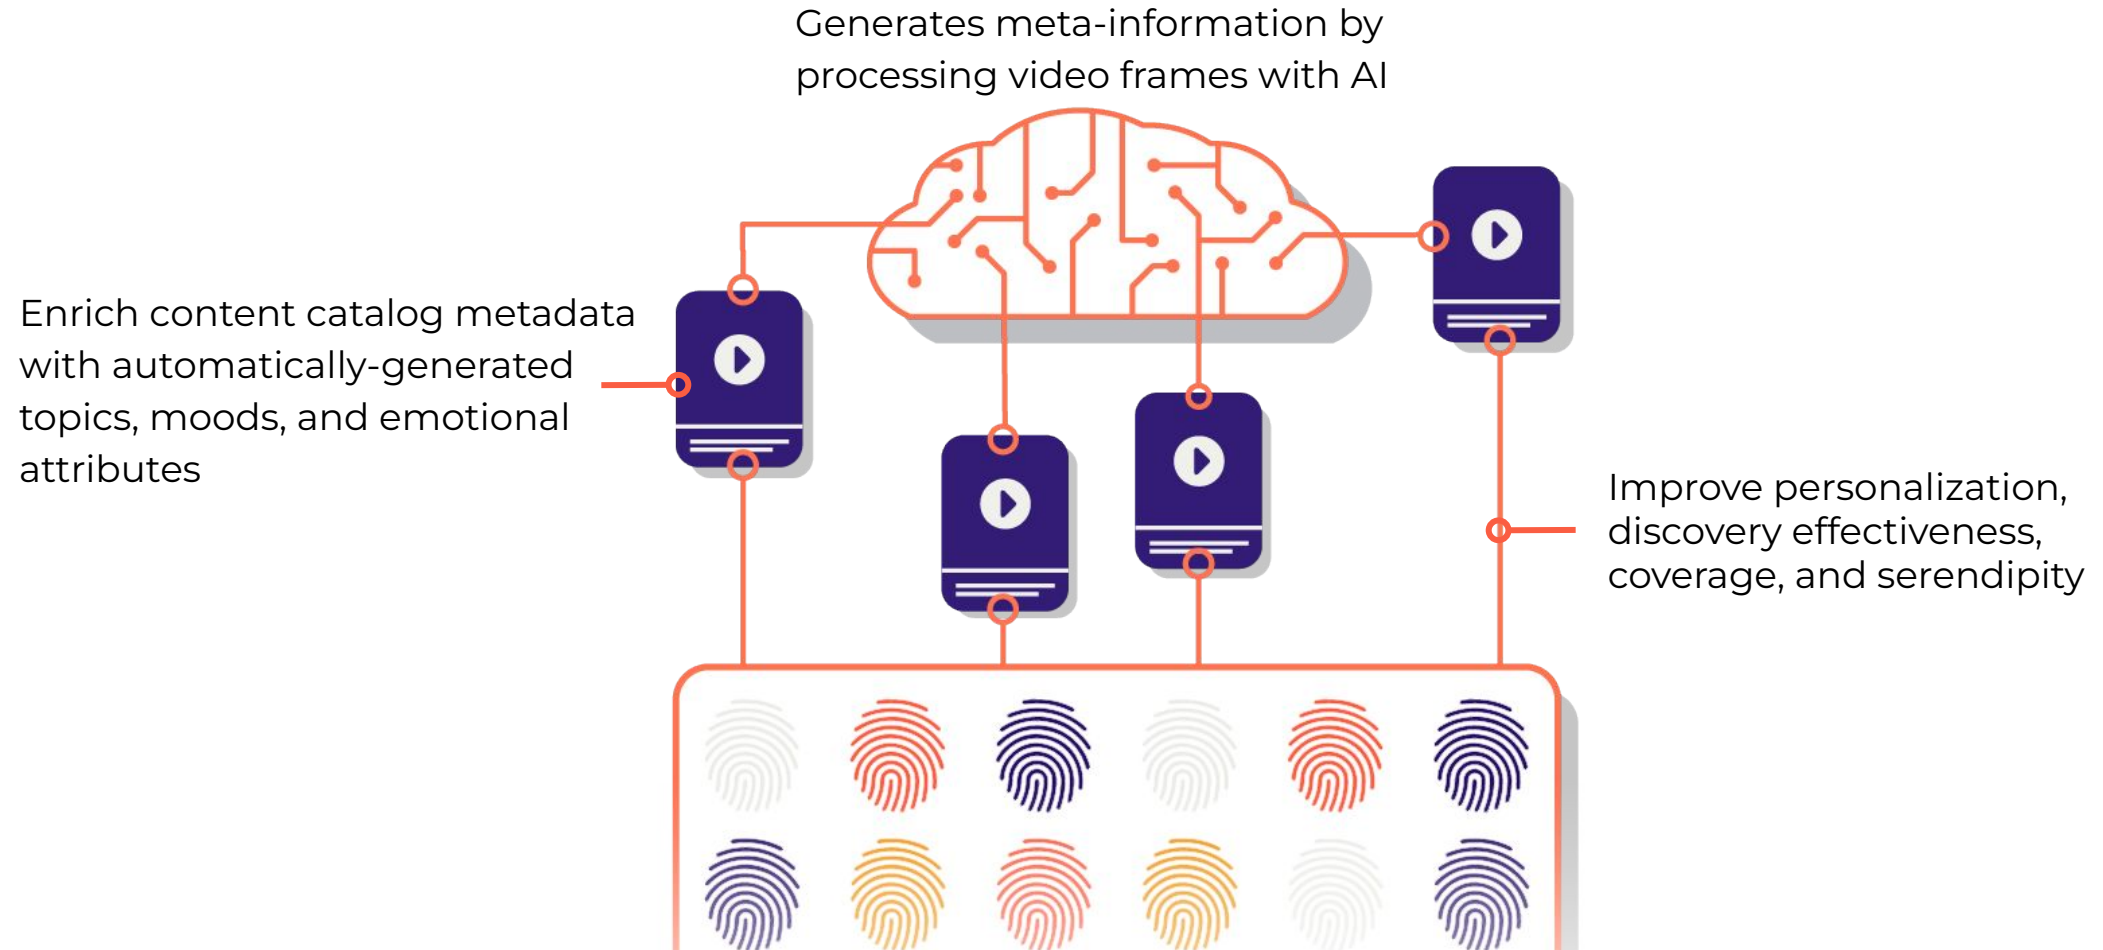 Generates meta-information by
processing video frames with AI
Enrich content catalog metadata
with automatically-generated
topics, moods, and emotional
attributes
Improve personalization,
discovery effectiveness,
coverage, and serendipity